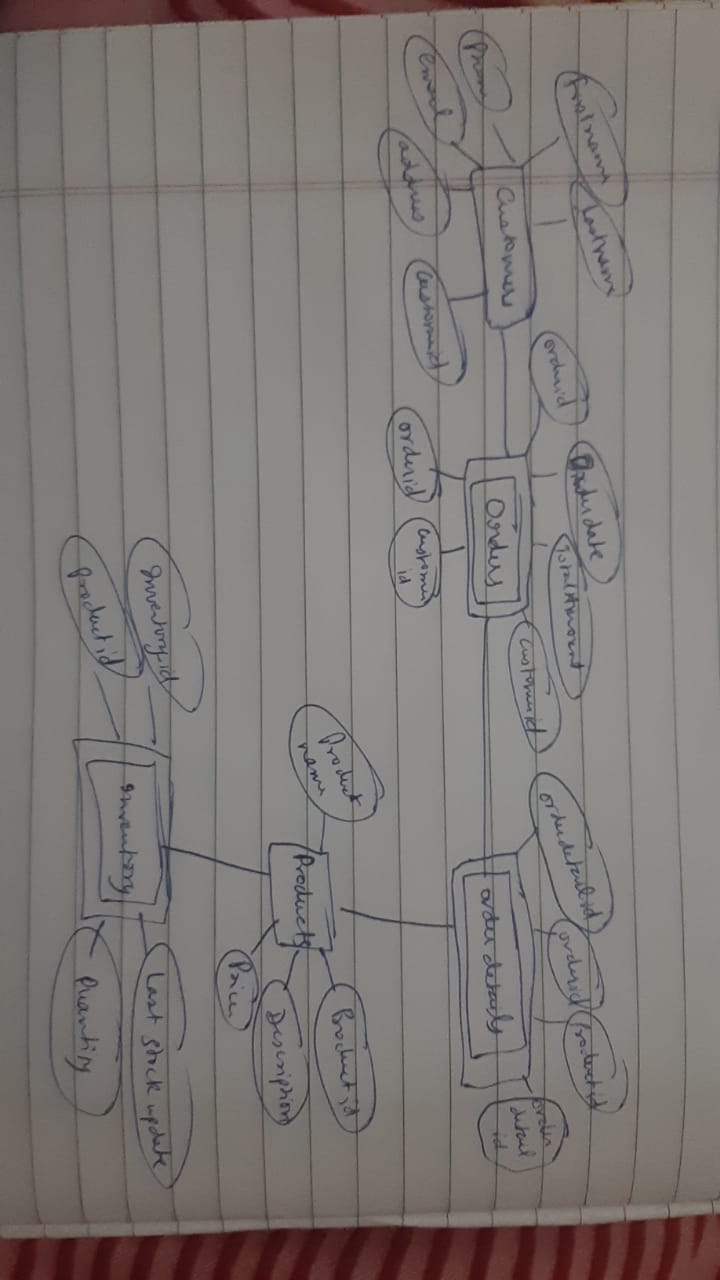 Firstname
Lastname
Phone
Email
address
Customers
customerid
orderid
Orderdate
TotalAmount
customerid
Orders
orderid
customer
id
orderdetailid
orderid
Productid
order
detail
id
order details
Product
name
Products
Product id
Description
Price
Inventoryid
Product id
Inventory
Last stock update
Quantity